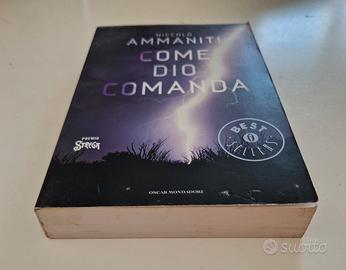 NICCOLÒ
AMMANITI
COME
DIO
COMANDA
PREMIO
STREGA
BEST
SELLERS
OSCAR MONDADORI
subito